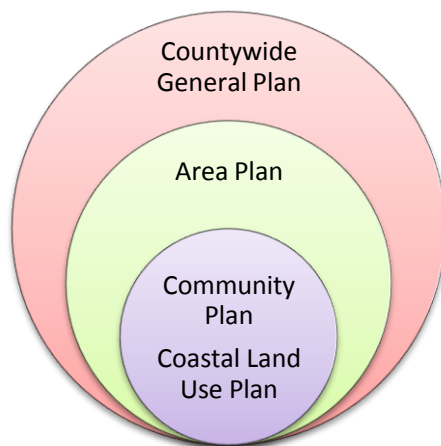 Countywide
General Plan
Area Plan
Community
Plan
Coastal Land
Use Plan